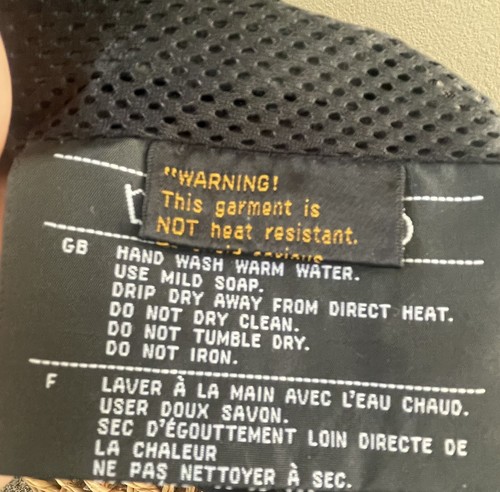 "WARNING!
This garment is
NOT heat resistant.
GB HAND WASH WARM WATER.
USE MILD SOAP.
DRIP DRY AWAY FROM DIRECT HEAT.
DO NOT DRY CLEAN.
DO NOT TUMBLE DRY.
DO NOT IRON.
F LAVER À LA MAIN AVEC L'EAU CHAUD.
USER DOUX SAVON.
SEC D'ÉGOUTTEMENT LOIN DIRECTE DE
LA CHALEUR
NE PAS NETTOYER À SEC.